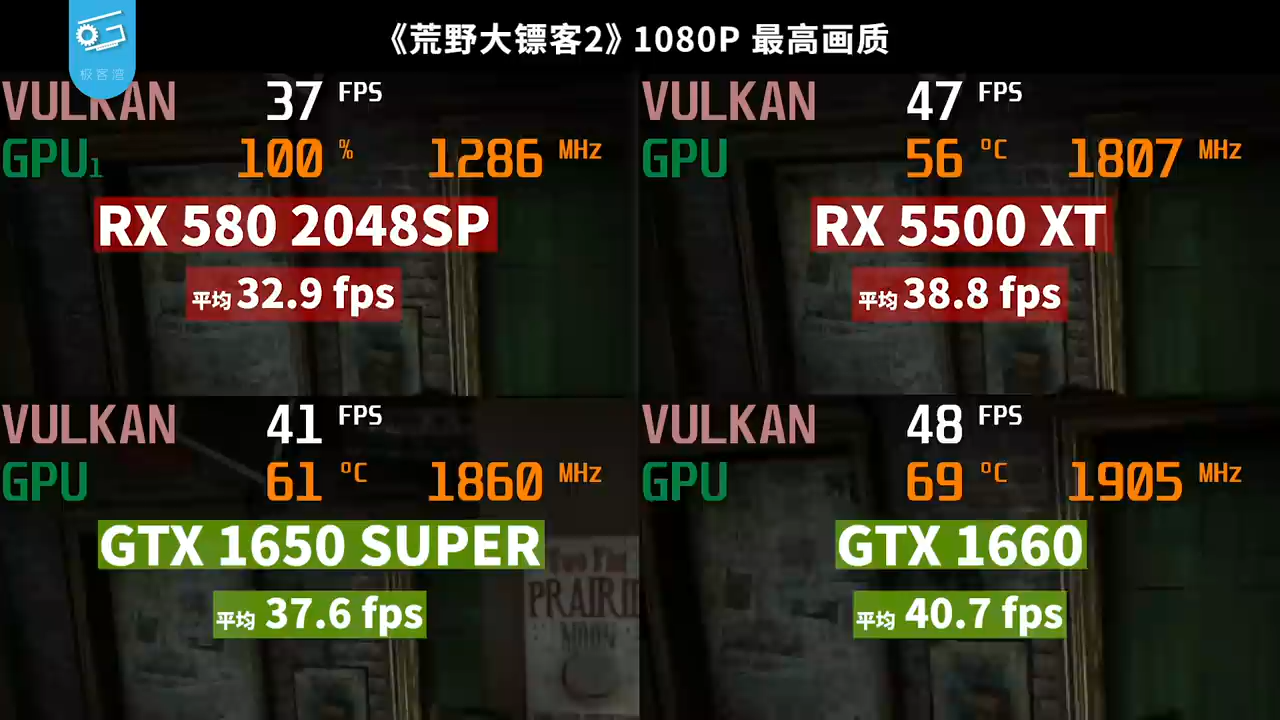 《荒野大镖客2》1080P 最高画质
极客湾
VULKAN 37 FPS
GPU1 100 % 1286 MHz
RX 580 2048SP
平均 32.9 fps
VULKAN 47 FPS
GPU 56 °C 1807 MHz
RX 5500 XT
平均 38.8 fps
VULKAN 41 FPS
GPU 61 °C 1860 MHz
GTX 1650 SUPER
平均 37.6 fps
PRAIRIE
MOON
VULKAN 48 FPS
GPU 69 °C 1905 MHz
GTX 1660
平均 40.7 fps